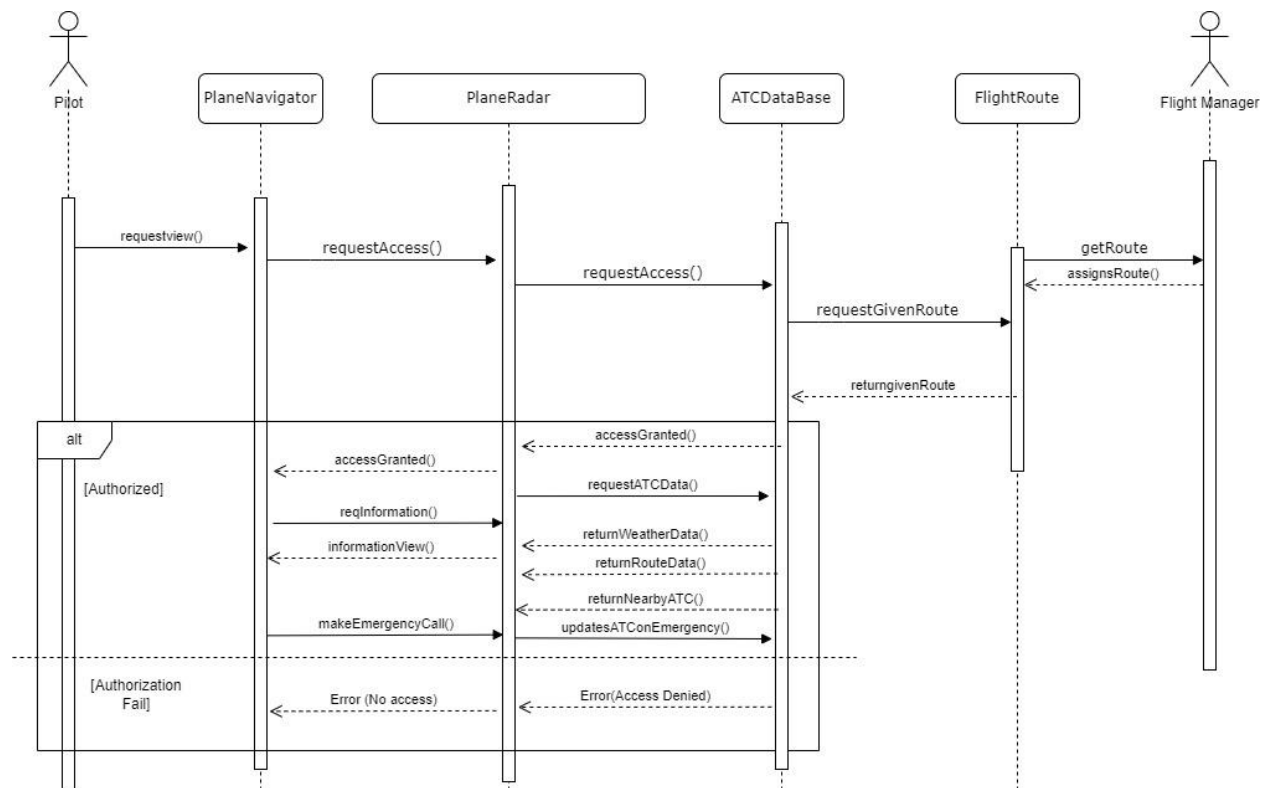 Pilot
PlaneNavigator
PlaneRadar
ATCDataBase
FlightRoute
Flight Manager
requestview()
requestAccess()
getRoute
requestAccess()
assignsRoute()
requestGivenRoute
returngivenRoute
alt
accessGranted()
accessGranted()
[Authorized]
requestATCData()
reqInformation()
returnWeatherData()
informationView()
returnRouteData()
returnNearbyATC()
makeEmergencyCall()
updatesATConEmergency()
[Authorization
Fail]
Error (No access)
Error(Access Denied)